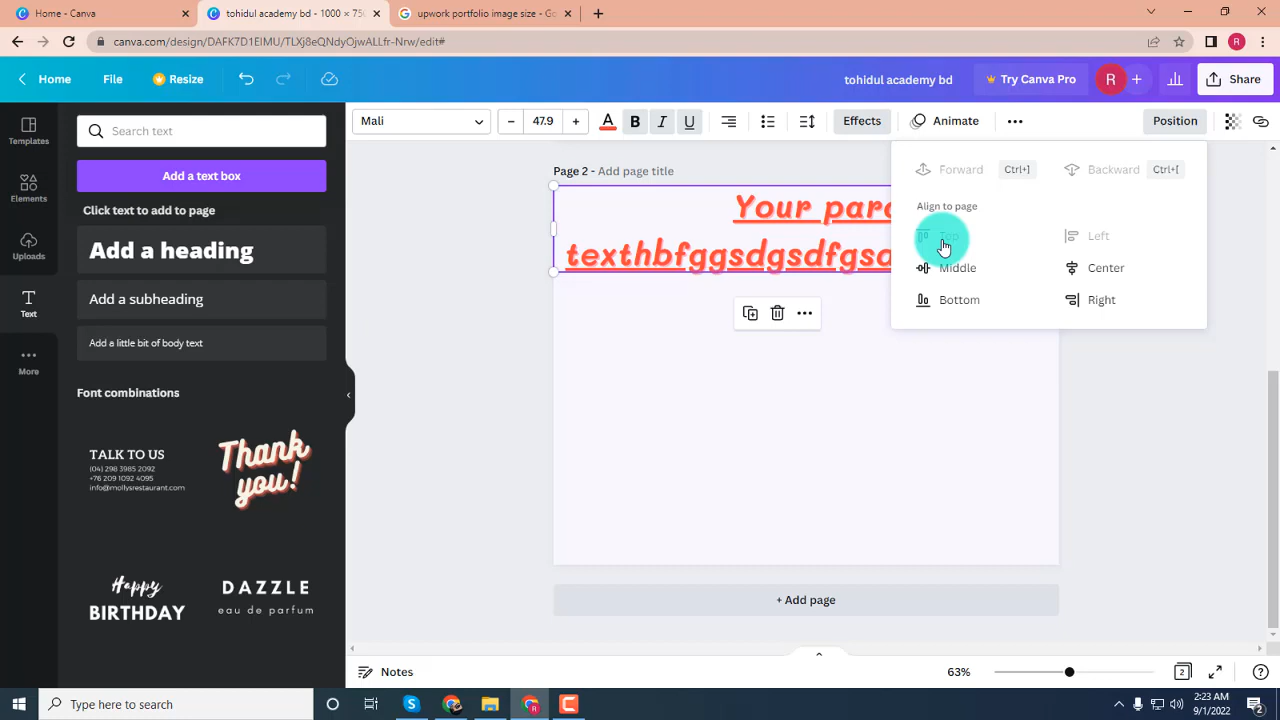 Home - Canva
tohidul academy bd - 1000 × 750
upwork portfolio image size - Go
canva.com/design/DAFK7D1EIMU/TLXj8eQNdyOjwALLfr-Nrw/edit#
R
Home
File
Resize
tohidul academy bd
Try Canva Pro
R
Share
Mali
47.9
A
B
I
U
Effects
Animate
Position
Templates
Elements
Uploads
Text
More
Search text
Add a text box
Click text to add to page
Add a heading
Add a subheading
Add a little bit of body text
Font combinations
TALK TO US
(04) 298 3985 2092
+76 209 1092 4095
info@mollysrestaurant.com
Thank
you!
Happy
BIRTHDAY
DAZZLE
eau de parfum
Page 2 - Add page title
Your para
texthbfggsdgsdfgsd
Forward
Ctrl+]
Backward
Ctrl+[
Align to page
Top
Left
Middle
Center
Bottom
Right
+ Add page
Notes
63%
2
Type here to search
2:23 AM
9/1/2022
2